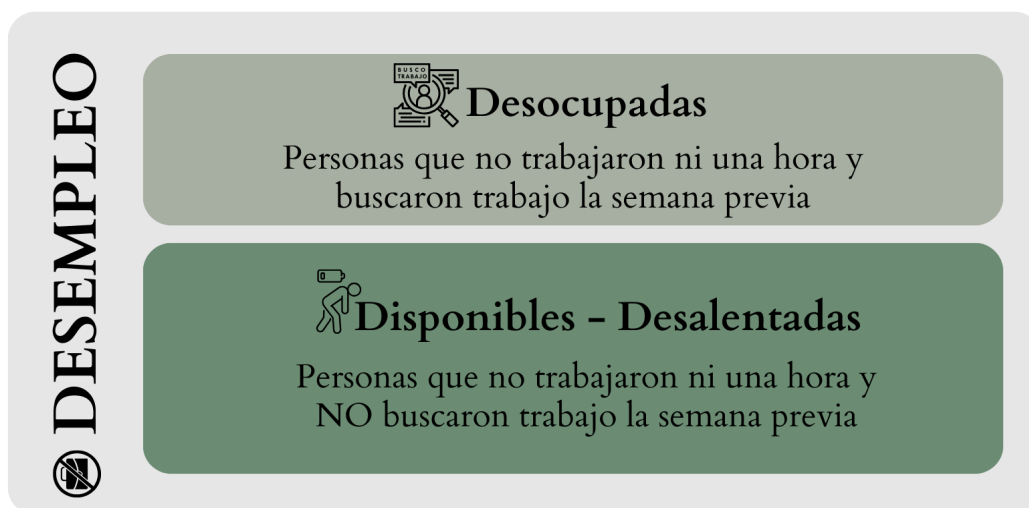 DESEMPLEO
BUSCO
TRABAJO
Desocupadas
Personas que no trabajaron ni una hora y
buscaron trabajo la semana previa
Disponibles - Desalentadas
Personas que no trabajaron ni una hora y
NO buscaron trabajo la semana previa